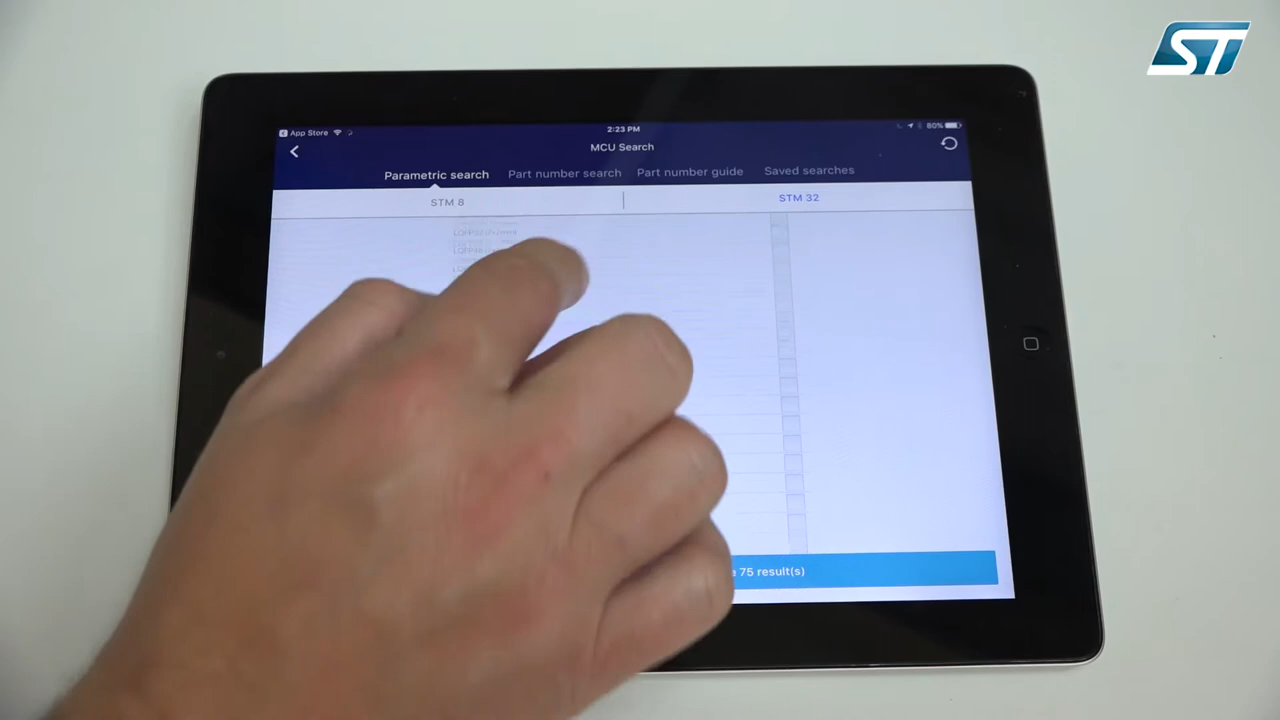 ST
App Store
2:23 PM
80%
MCU Search
Parametric search
Part number search
Part number guide
Saved searches
STM 8
STM 32
75 result(s)